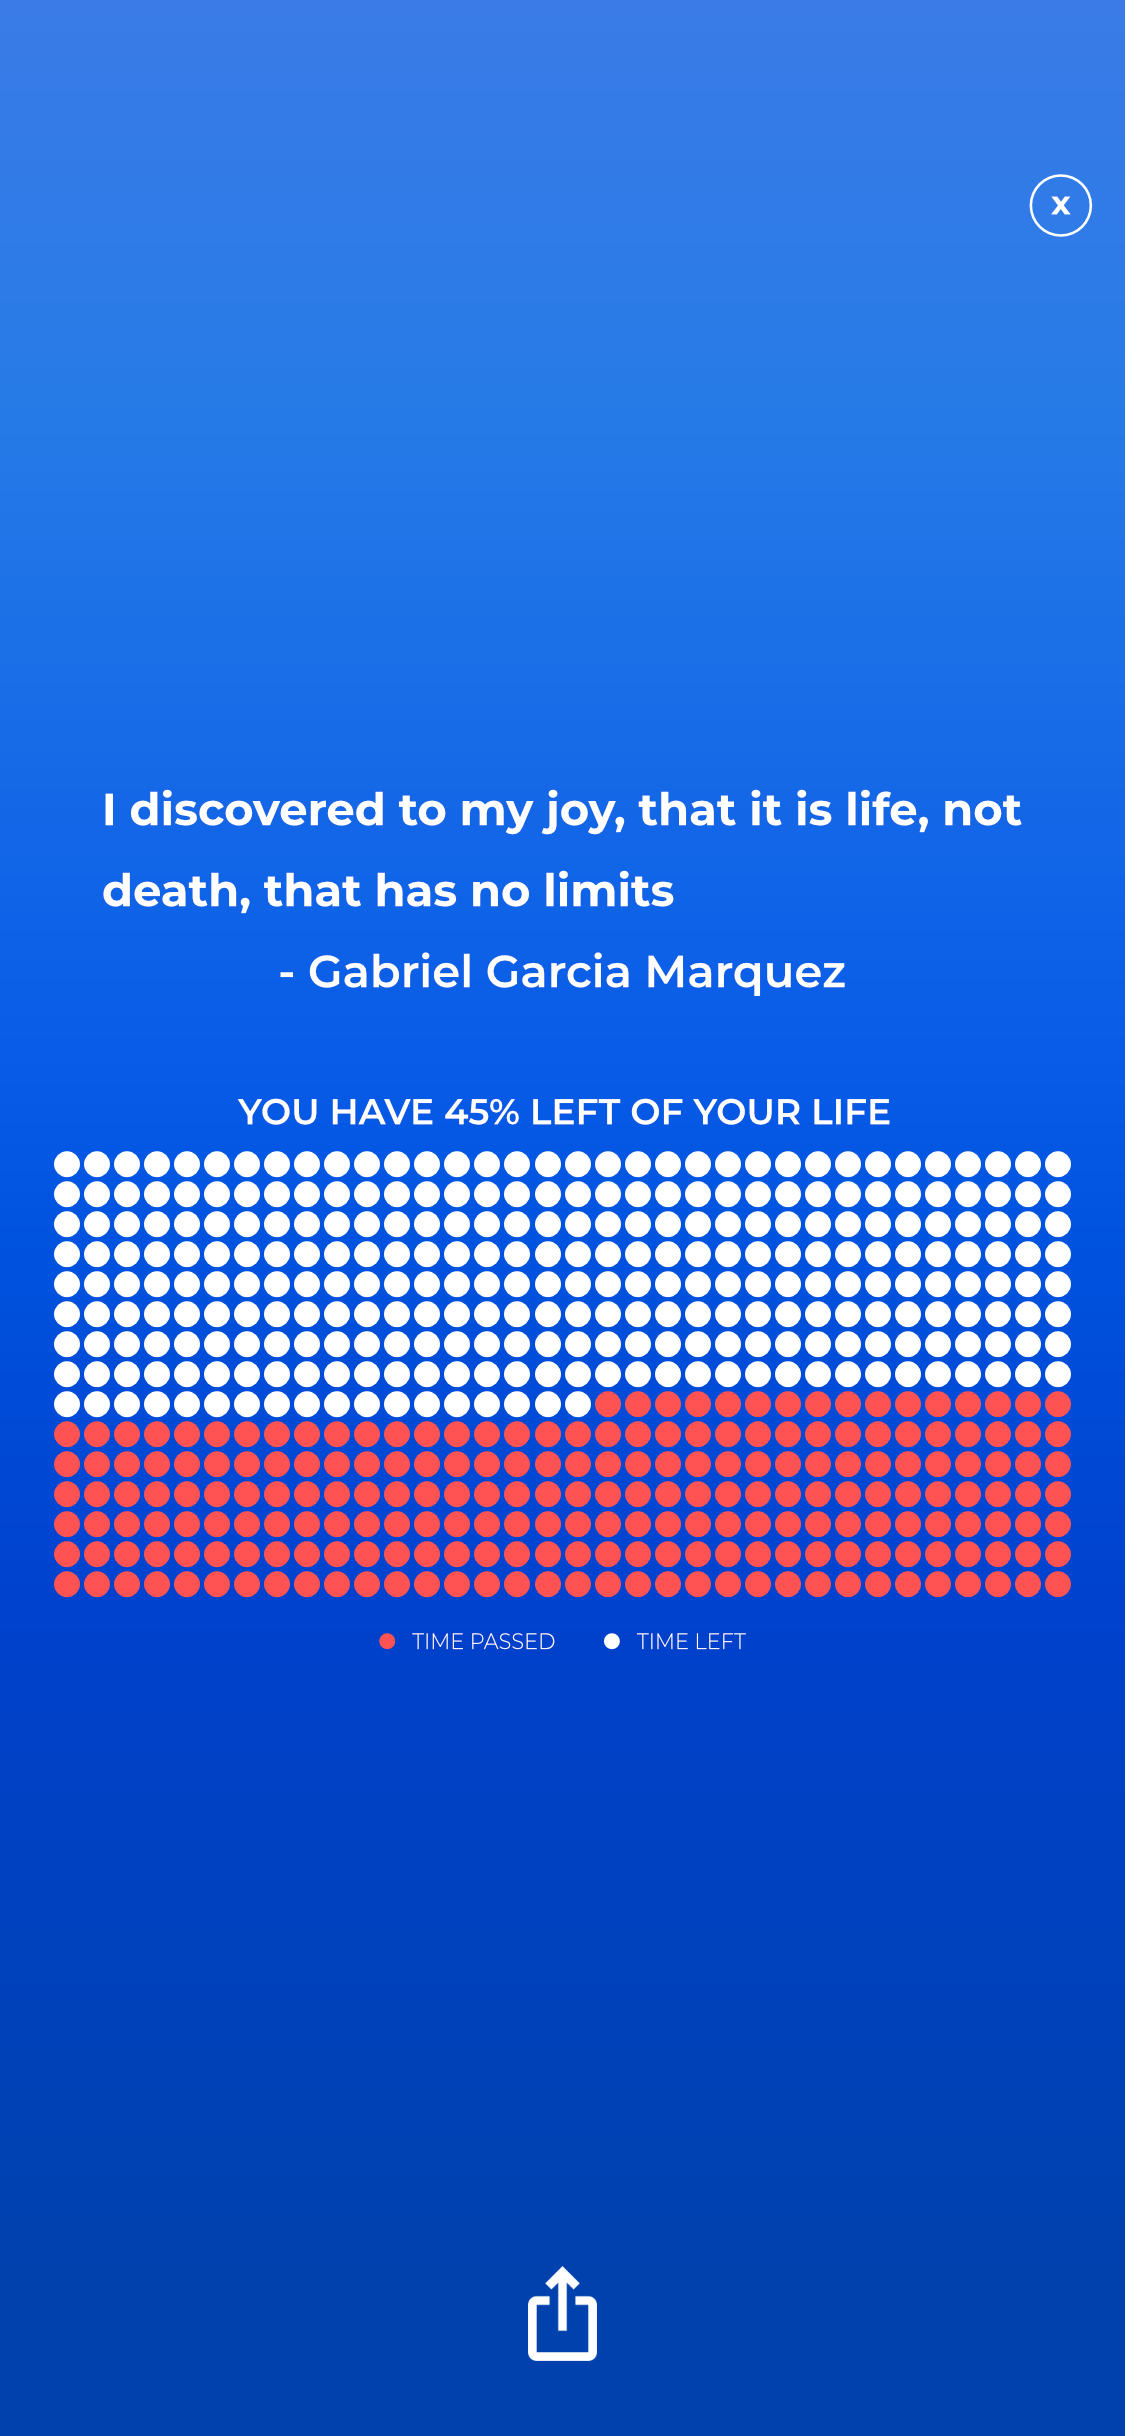 x
I discovered to my joy, that it is life, not
death, that has no limits
- Gabriel Garcia Marquez
YOU HAVE 45% LEFT OF YOUR LIFE
TIME PASSED
TIME LEFT